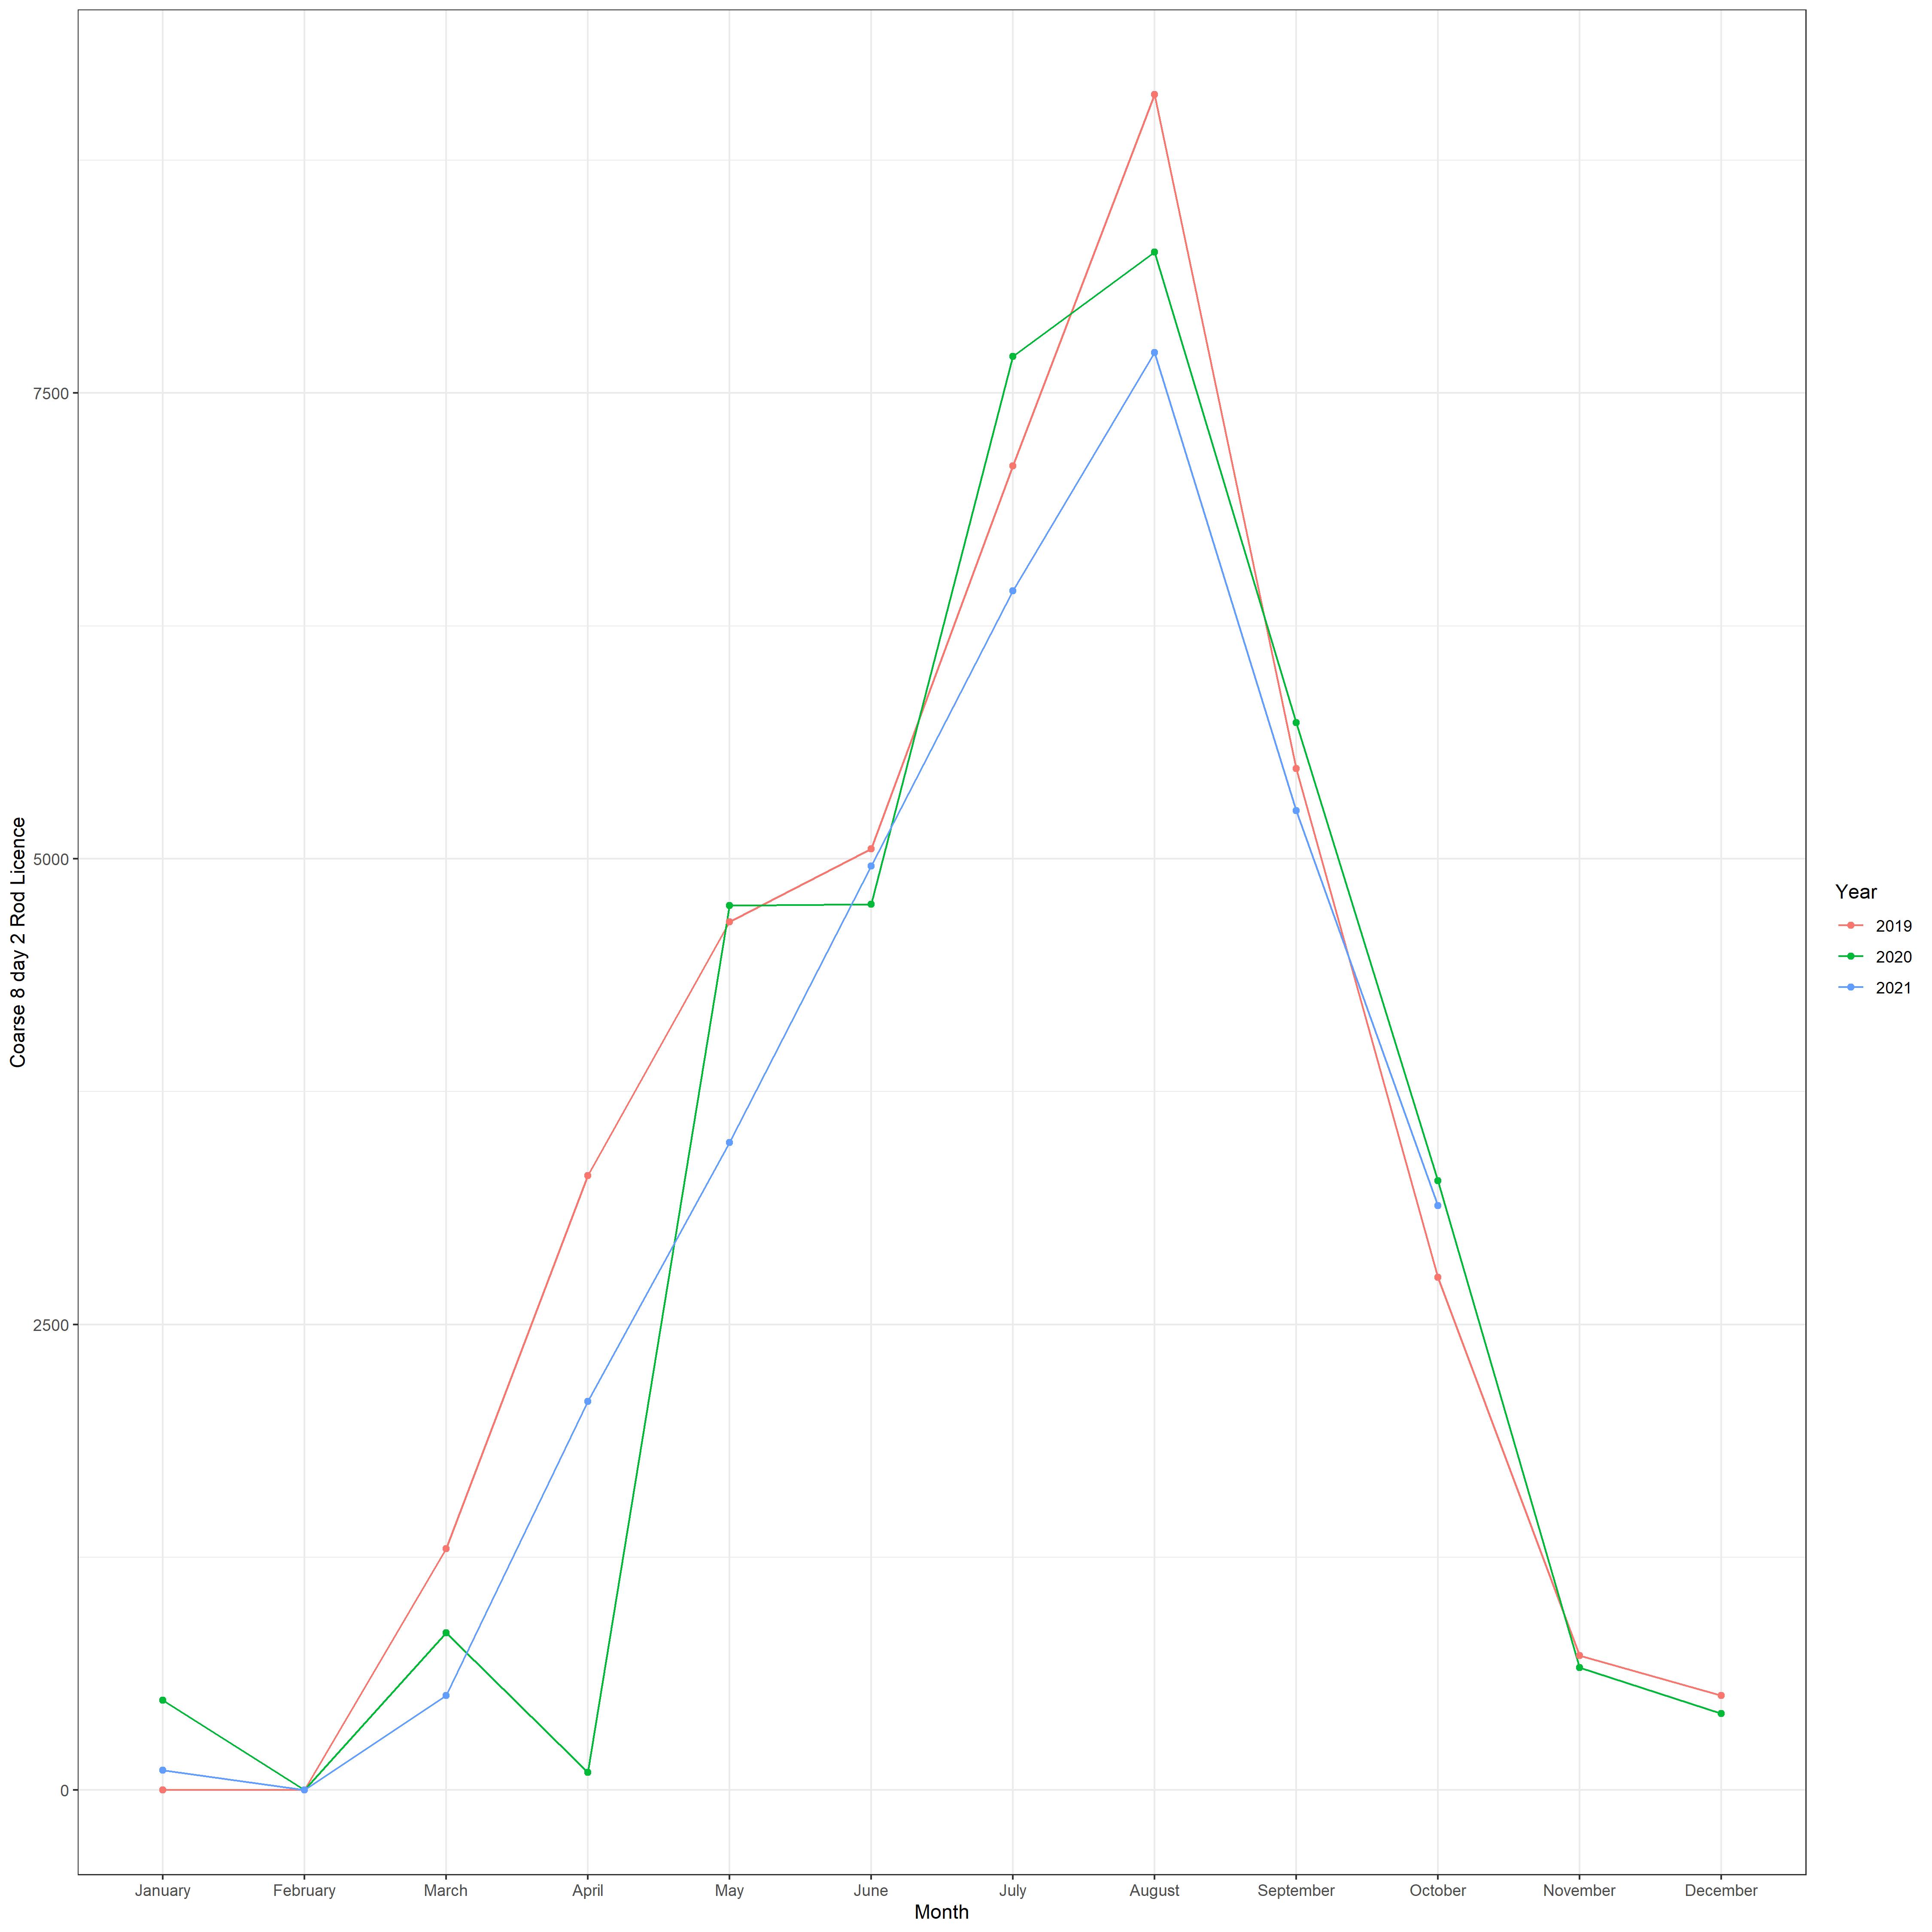 Coarse 8 day 2 Rod Licence
7500
5000
2500
0
January February March April May June July August September October November December
Month
Year
2019
2020
2021